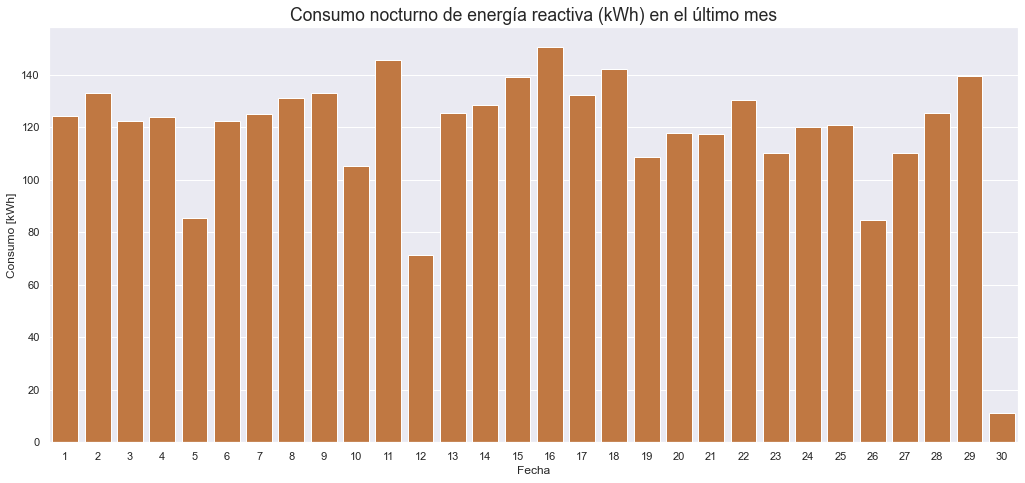 Consumo nocturno de energía reactiva (kWh) en el último mes
Consumo [kWh]
140
120
100
80
60
40
20
0
1 2 3 4 5 6 7 8 9 10 11 12 13 14 15 16 17 18 19 20 21 22 23 24 25 26 27 28 29 30
Fecha